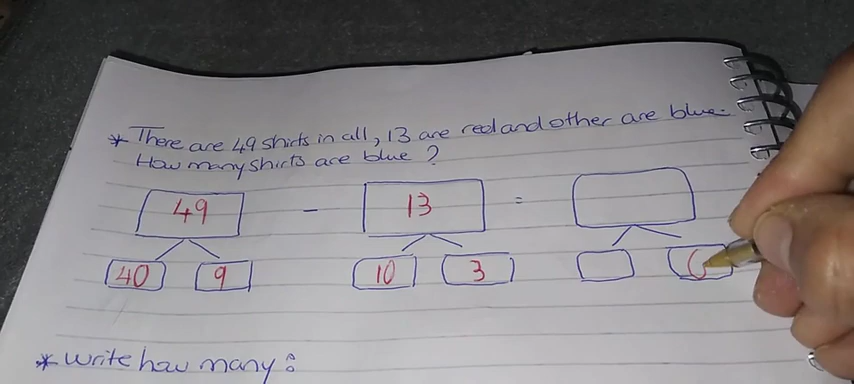 * There are 49 shirts in all, 13 are red and other are blue.
How many shirts are blue ?
49 - 13 =
40 9 10 3 6
* Write how many :